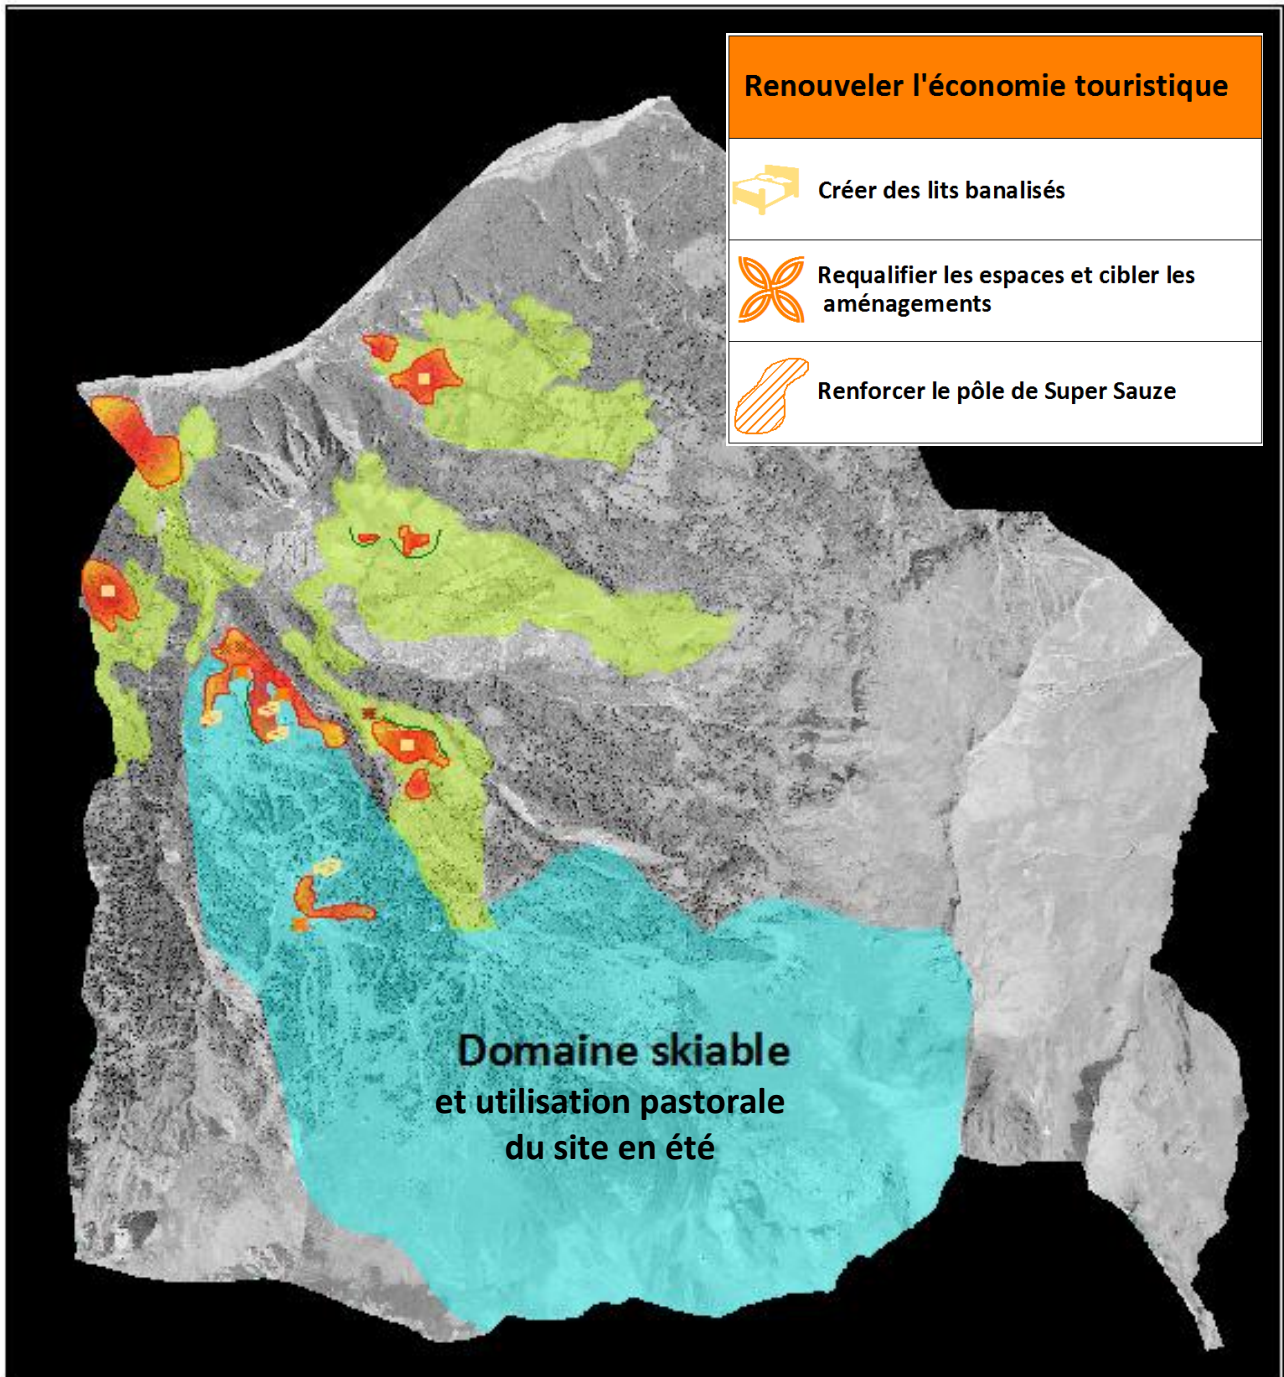 Renouveler l'économie touristique
Créer des lits banalisés
Requalifier les espaces et cibler les
aménagements
Renforcer le pôle de Super Sauze
Domaine skiable
et utilisation pastorale
du site en été